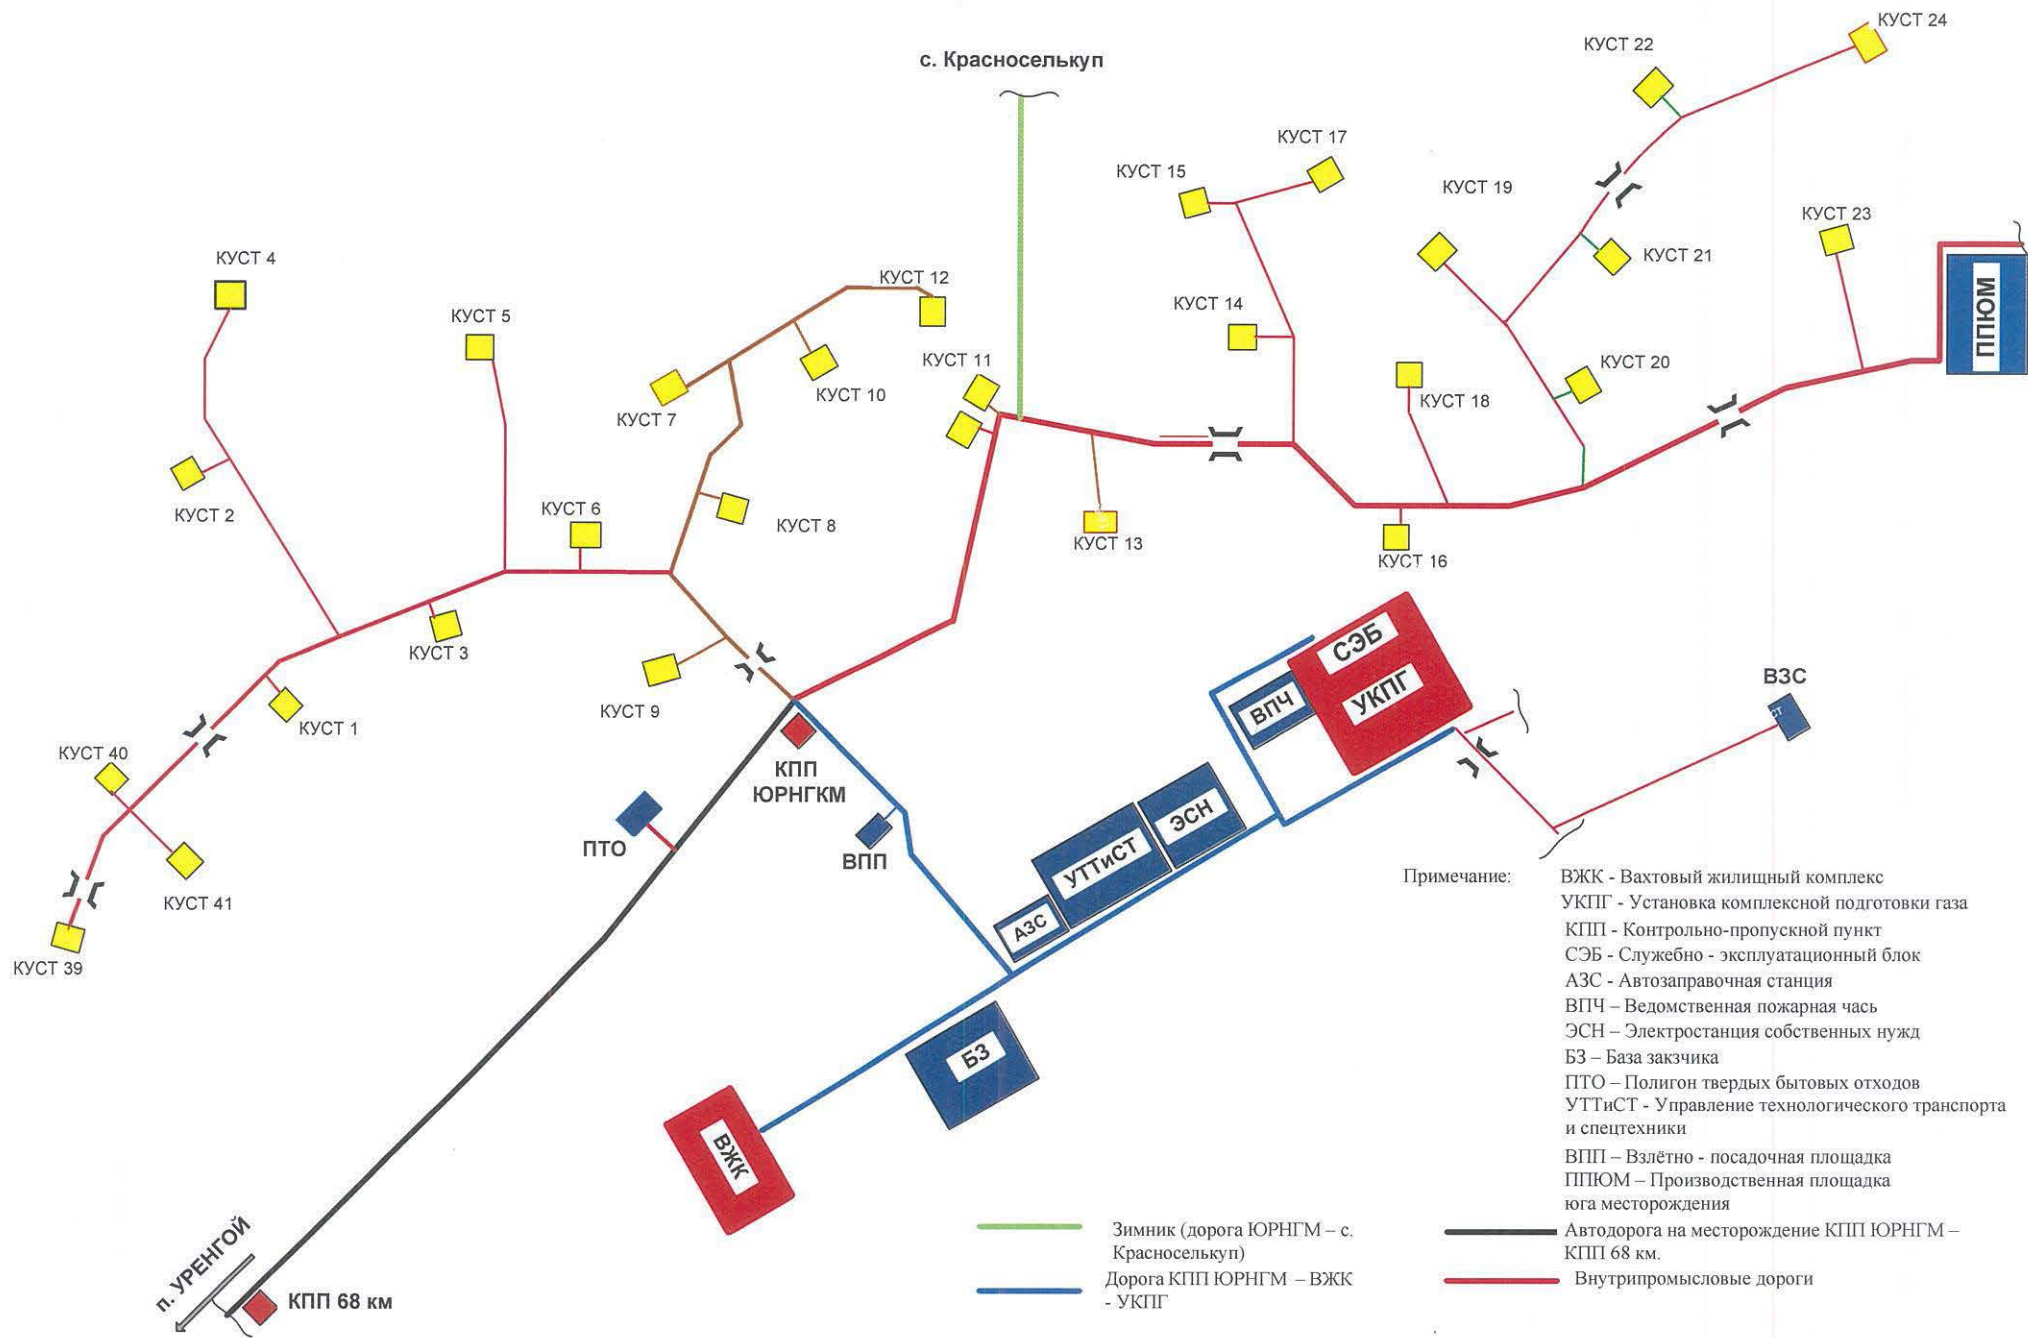 КУСТ 24
КУСТ 22
с. Красноселькуп
КУСТ 17
КУСТ 15
КУСТ 19
КУСТ 23
КУСТ 21
КУСТ 4
КУСТ 12
КУСТ 14
ППЮМ
КУСТ 5
КУСТ 11
КУСТ 20
КУСТ 10
КУСТ 7
КУСТ 18
КУСТ 2
КУСТ 6
КУСТ 8
КУСТ 13
КУСТ 16
КУСТ 3
СЭБ
УКПГ
ВПЧ
ВЗС
КУСТ 9
КУСТ 1
КУСТ 40
КПП
ЮРНГКМ
ПТО
ВПП
ЭСН
УТТиСТ
АЗС
КУСТ 41
КУСТ 39
БЗ
ВЖК
п. УРЕНГОЙ
КПП 68 км
Примечание:
ВЖК - Вахтовый жилищный комплекс
УКПГ - Установка комплексной подготовки газа
КПП - Контрольно-пропускной пункт
СЭБ - Служебно - эксплуатационный блок
АЗС - Автозаправочная станция
ВПЧ – Ведомственная пожарная чась
ЭСН – Электростанция собственных нужд
БЗ – База закзчика
ПТО – Полигон твердых бытовых отходов
УТТиСТ - Управление технологического транспорта
и спецтехники
ВПП – Взлётно - посадочная площадка
ППЮМ – Производственная площадка
юга месторождения
Зимник (дорога ЮРНГМ – с.
Красноселькуп)
Дорога КПП ЮРНГМ – ВЖК
- УКПГ
Автодорога на месторождение КПП ЮРНГМ –
КПП 68 км.
Внутрипромысловые дороги